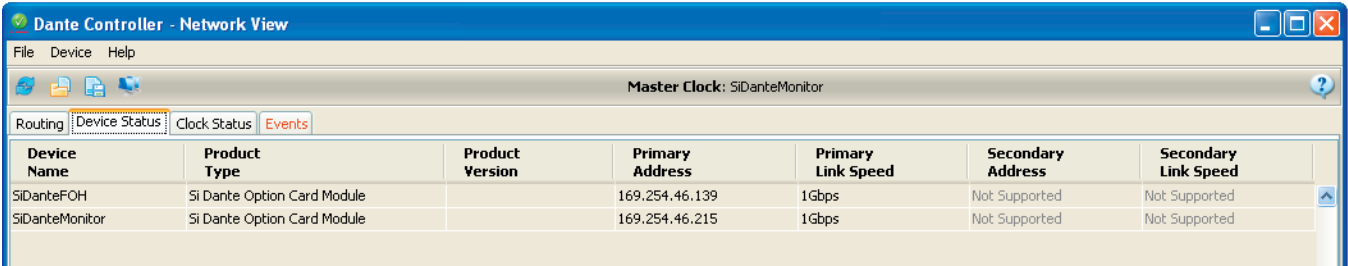 Dante Controller - Network View
File Device Help
Master Clock: SiDanteMonitor
?
Routing Device Status Clock Status Events
Device Name Product Type Product Version Primary Address Primary Link Speed Secondary Address Secondary Link Speed
SiDanteFOH Si Dante Option Card Module 169.254.46.139 1Gbps Not Supported Not Supported
SiDanteMonitor Si Dante Option Card Module 169.254.46.215 1Gbps Not Supported Not Supported